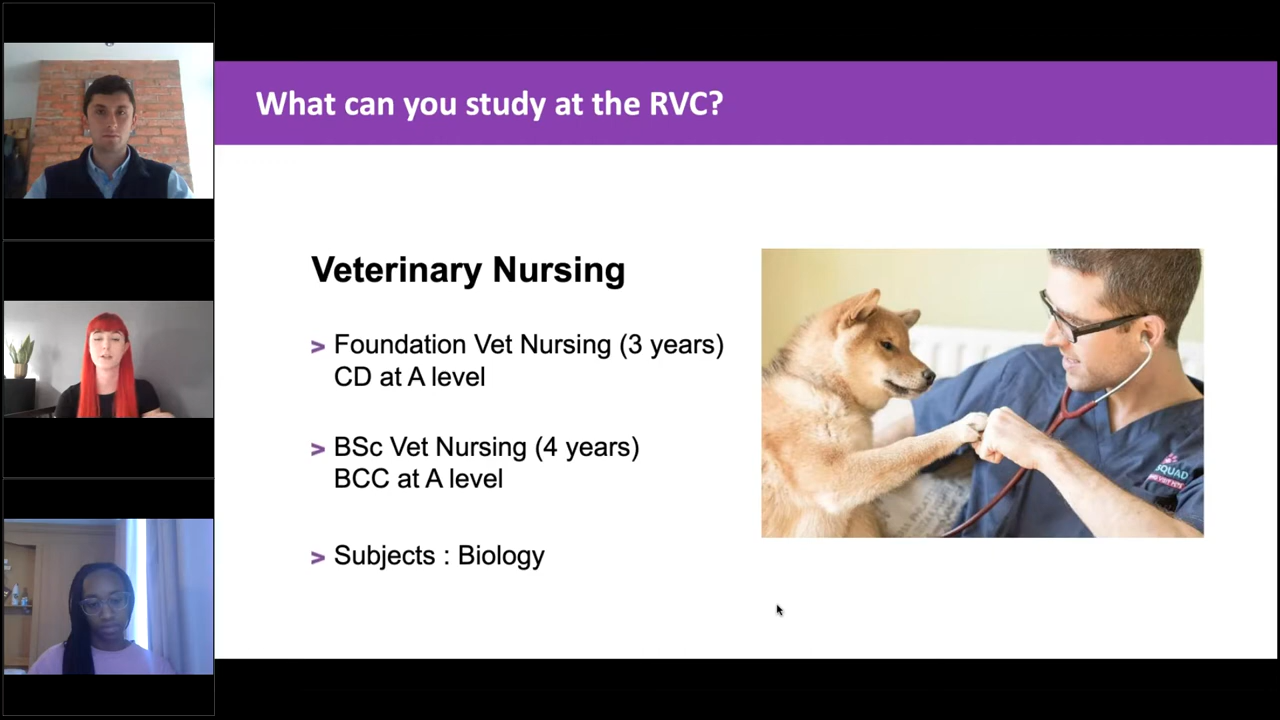 What can you study at the RVC?
Veterinary Nursing
> Foundation Vet Nursing (3 years)
CD at A level
> BSc Vet Nursing (4 years)
BCC at A level
> Subjects : Biology
SQUAD